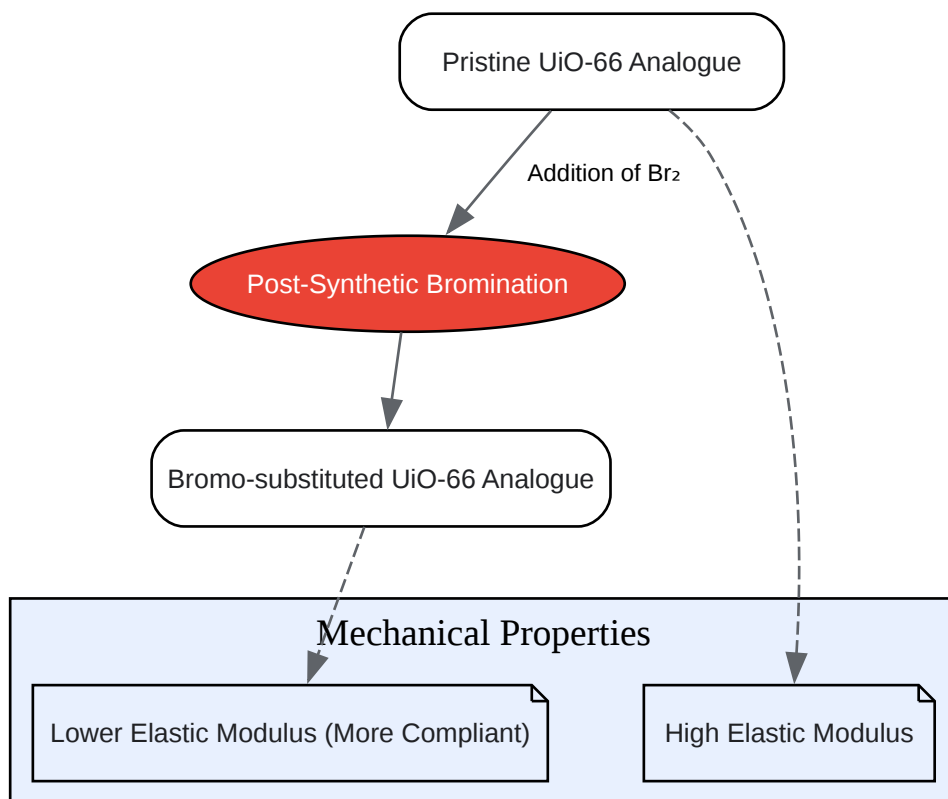 Pristine UiO-66 Analogue
Addition of Br₂
Post-Synthetic Bromination
Bromo-substituted UiO-66 Analogue
Mechanical Properties
Lower Elastic Modulus (More Compliant)
High Elastic Modulus